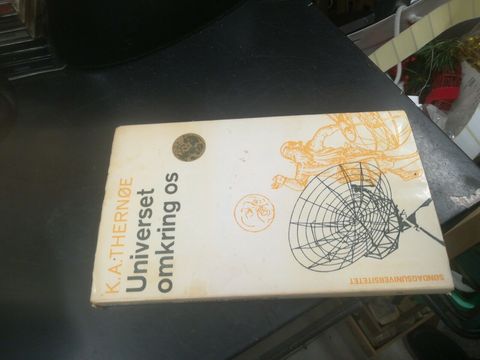 K.A. THERNØE
Universet
omkring os
SØNDAGSUNIVERSITETET